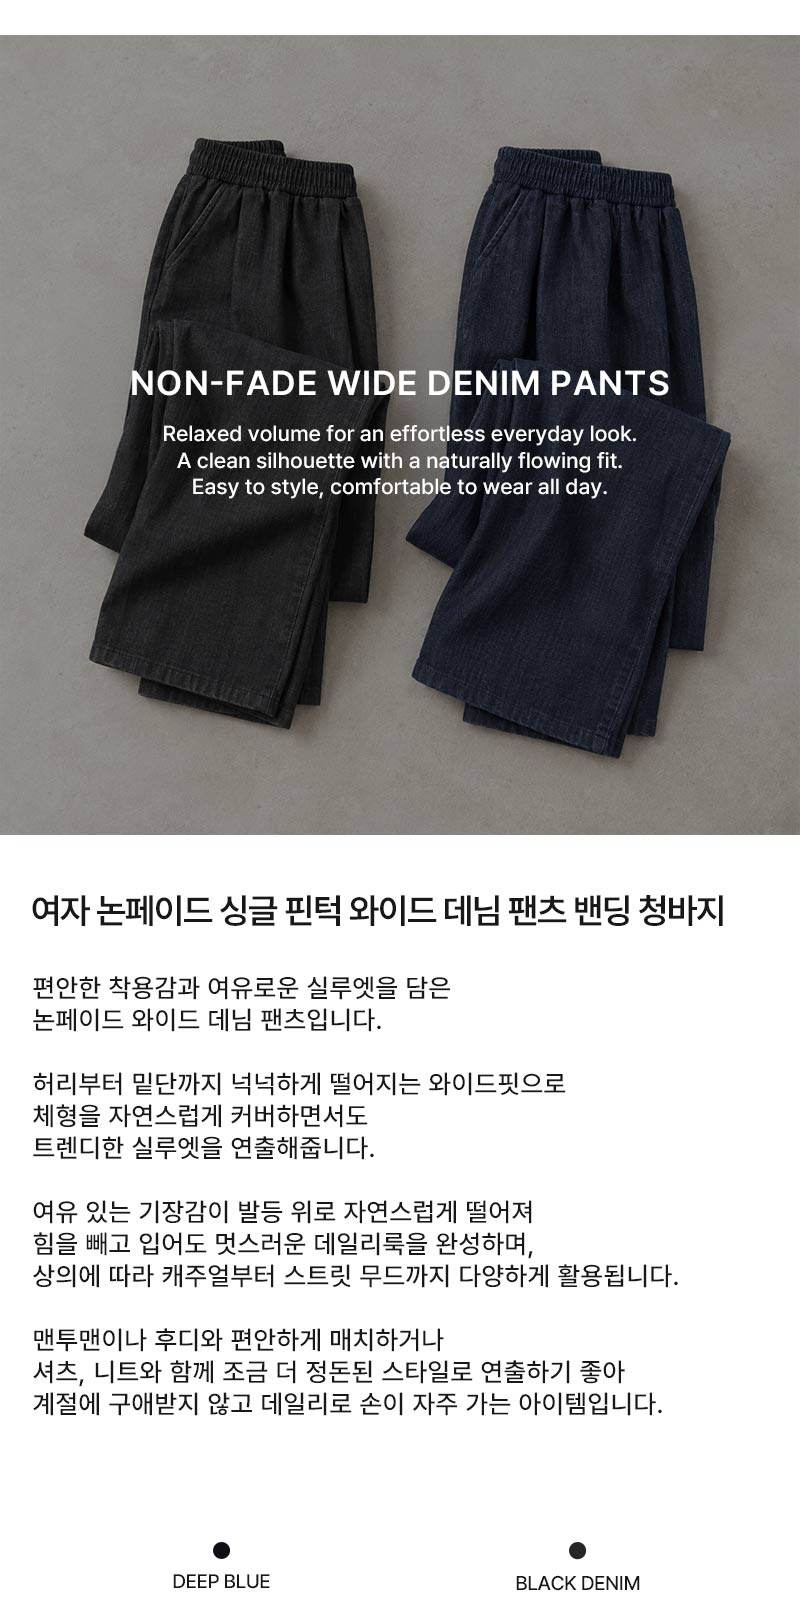 NON-FADE WIDE DENIM PANTS
Relaxed volume for an effortless everyday look.
A clean silhouette with a naturally flowing fit.
Easy to style, comfortable to wear all day.
여자 논페이드 싱글 핀턱 와이드 데님 팬츠 밴딩 청바지
편안한 착용감과 여유로운 실루엣을 담은
논페이드 와이드 데님 팬츠입니다.
허리부터 밑단까지 넉넉하게 떨어지는 와이드핏으로
체형을 자연스럽게 커버하면서도
트렌디한 실루엣을 연출해줍니다.
여유 있는 기장감이 발등 위로 자연스럽게 떨어져
힘을 빼고 입어도 멋스러운 데일리룩을 완성하며,
상의에 따라 캐주얼부터 스트릿 무드까지 다양하게 활용됩니다.
맨투맨이나 후디와 편안하게 매치하거나
셔츠, 니트와 함께 조금 더 정돈된 스타일로 연출하기 좋아
계절에 구애받지 않고 데일리로 손이 자주 가는 아이템입니다.
DEEP BLUE
BLACK DENIM